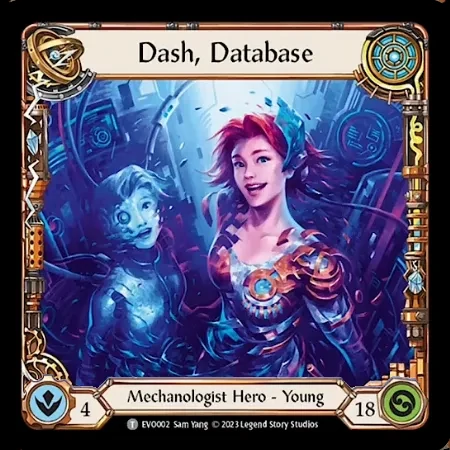 Dash, Database
Mechanologist Hero - Young
4
18
T EVO002 Sam Yang © 2023 Legend Story Studios